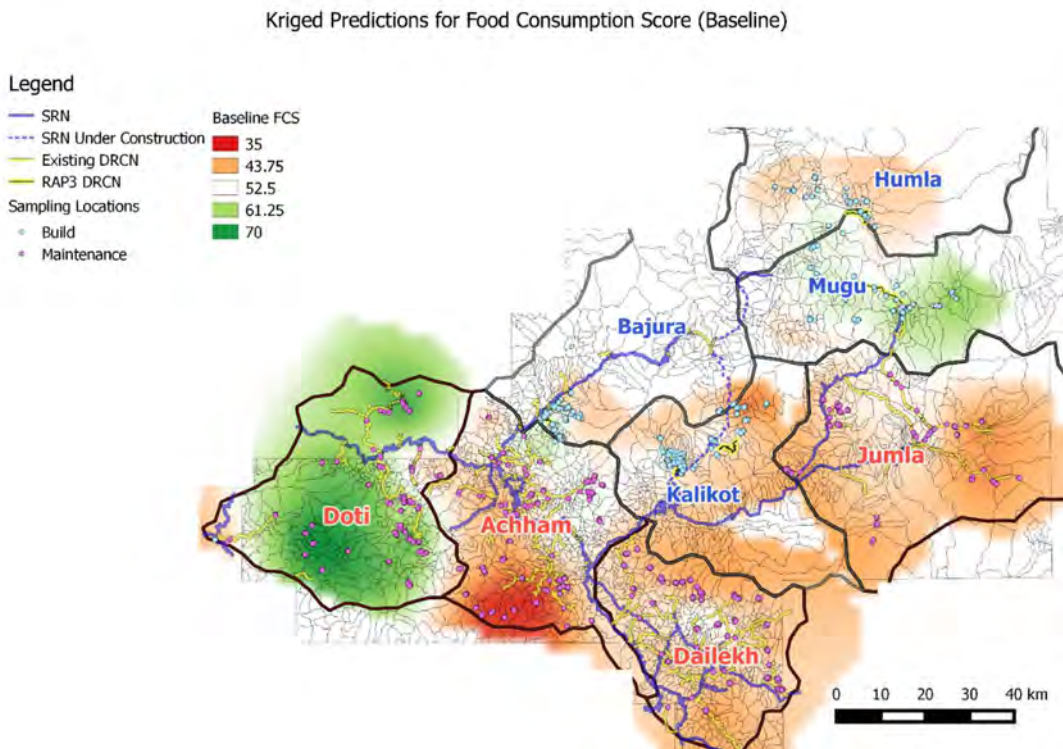 Kriged Predictions for Food Consumption Score (Baseline)
Legend
SRN
SRN Under Construction
Existing DRCN
RAP3 DRCN
Sampling Locations
Build
Maintenance
Baseline FCS
35
43.75
52.5
61.25
70
Humla
Mugu
Bajura
Jumla
Kalikot
Doti
Achham
Dailekh
0 10 20 30 40 km